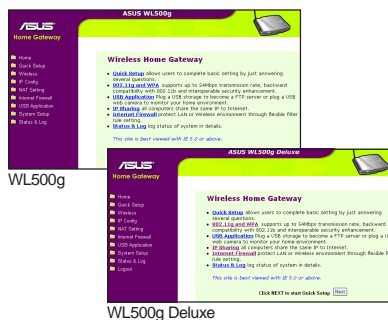 ASUS WL500g
ASUS
Home Gateway
Home
Quick Setup
Wireless
IP Config
NAT Setting
Internet Firewall
USB Application
System Setup
Status & Log
Wireless Home Gateway
Quick Setup allows users to complete basic setting by just answering
several questions.
802.11g and WPA supports up to 54Mbps transmission rate, backward
compatibility with 802.11b and interoperable security enhancement.
USB Application Plug a USB storage to become a FTP server or plug a USB
web camera to monitor your home environment.
IP Sharing all computers share the same IP to Internet.
Internet Firewall protect LAN or Wireless environment through flexible filter
rule setting.
Status & Log log status of system in details.
This site is best viewed with IE 5.0 or above.
WL500g
ASUS WL500g Deluxe
ASUS
Home Gateway
Home
Quick Setup
Wireless
IP Config
NAT Setting
Internet Firewall
USB Application
System Setup
Status & Log
Logout
Wireless Home Gateway
Quick Setup allows users to complete basic setting by just answering
several questions.
802.11g and WPA supports up to 54Mbps transmission rate, backward
compatibility with 802.11b and interoperable security enhancement.
USB Application Plug a USB storage to become a FTP server or plug a U
web camera to monitor your home environment.
IP Sharing all computers share the same IP to Internet.
Internet Firewall protect LAN or Wireless environment through flexible f
rule setting.
Status & Log log status of system in details.
This site is best viewed with IE 5.0 or above.
Click NEXT to start Quick Setup Next
WL500g Deluxe